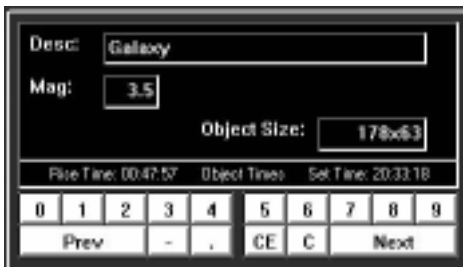 Desc: Galaxy
Mag: 3.5
Object Size: 178x63
Rise Time: 00:47:57 Object Times Set Time: 20:33:18
0 1 2 3 4 5 6 7 8 9
Prev - . CE C Next